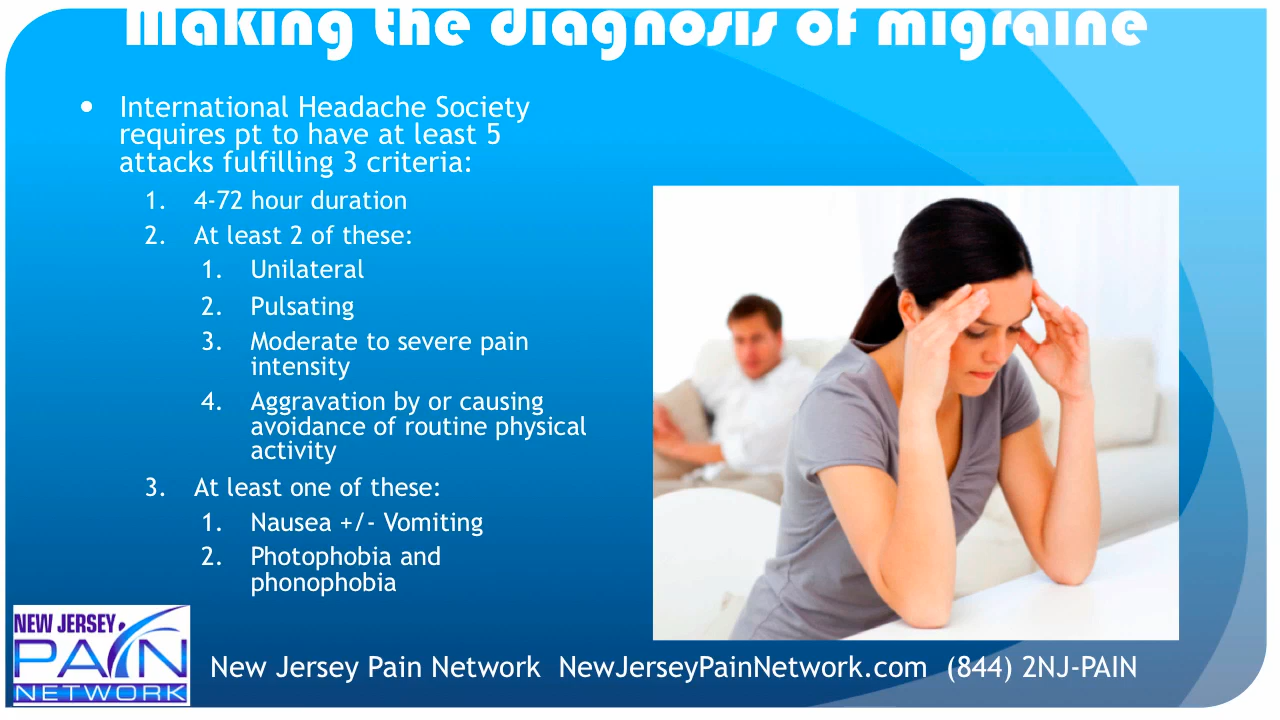 Making the diagnosis of migraine
• International Headache Society
requires pt to have at least 5
attacks fulfilling 3 criteria:
1. 4-72 hour duration
2. At least 2 of these:
1. Unilateral
2. Pulsating
3. Moderate to severe pain
intensity
4. Aggravation by or causing
avoidance of routine physical
activity
3. At least one of these:
1. Nausea +/- Vomiting
2. Photophobia and
phonophobia
NEW JERSEY
PAIN
NETWORK
New Jersey Pain Network NewJerseyPainNetwork.com (844) 2NJ-PAIN